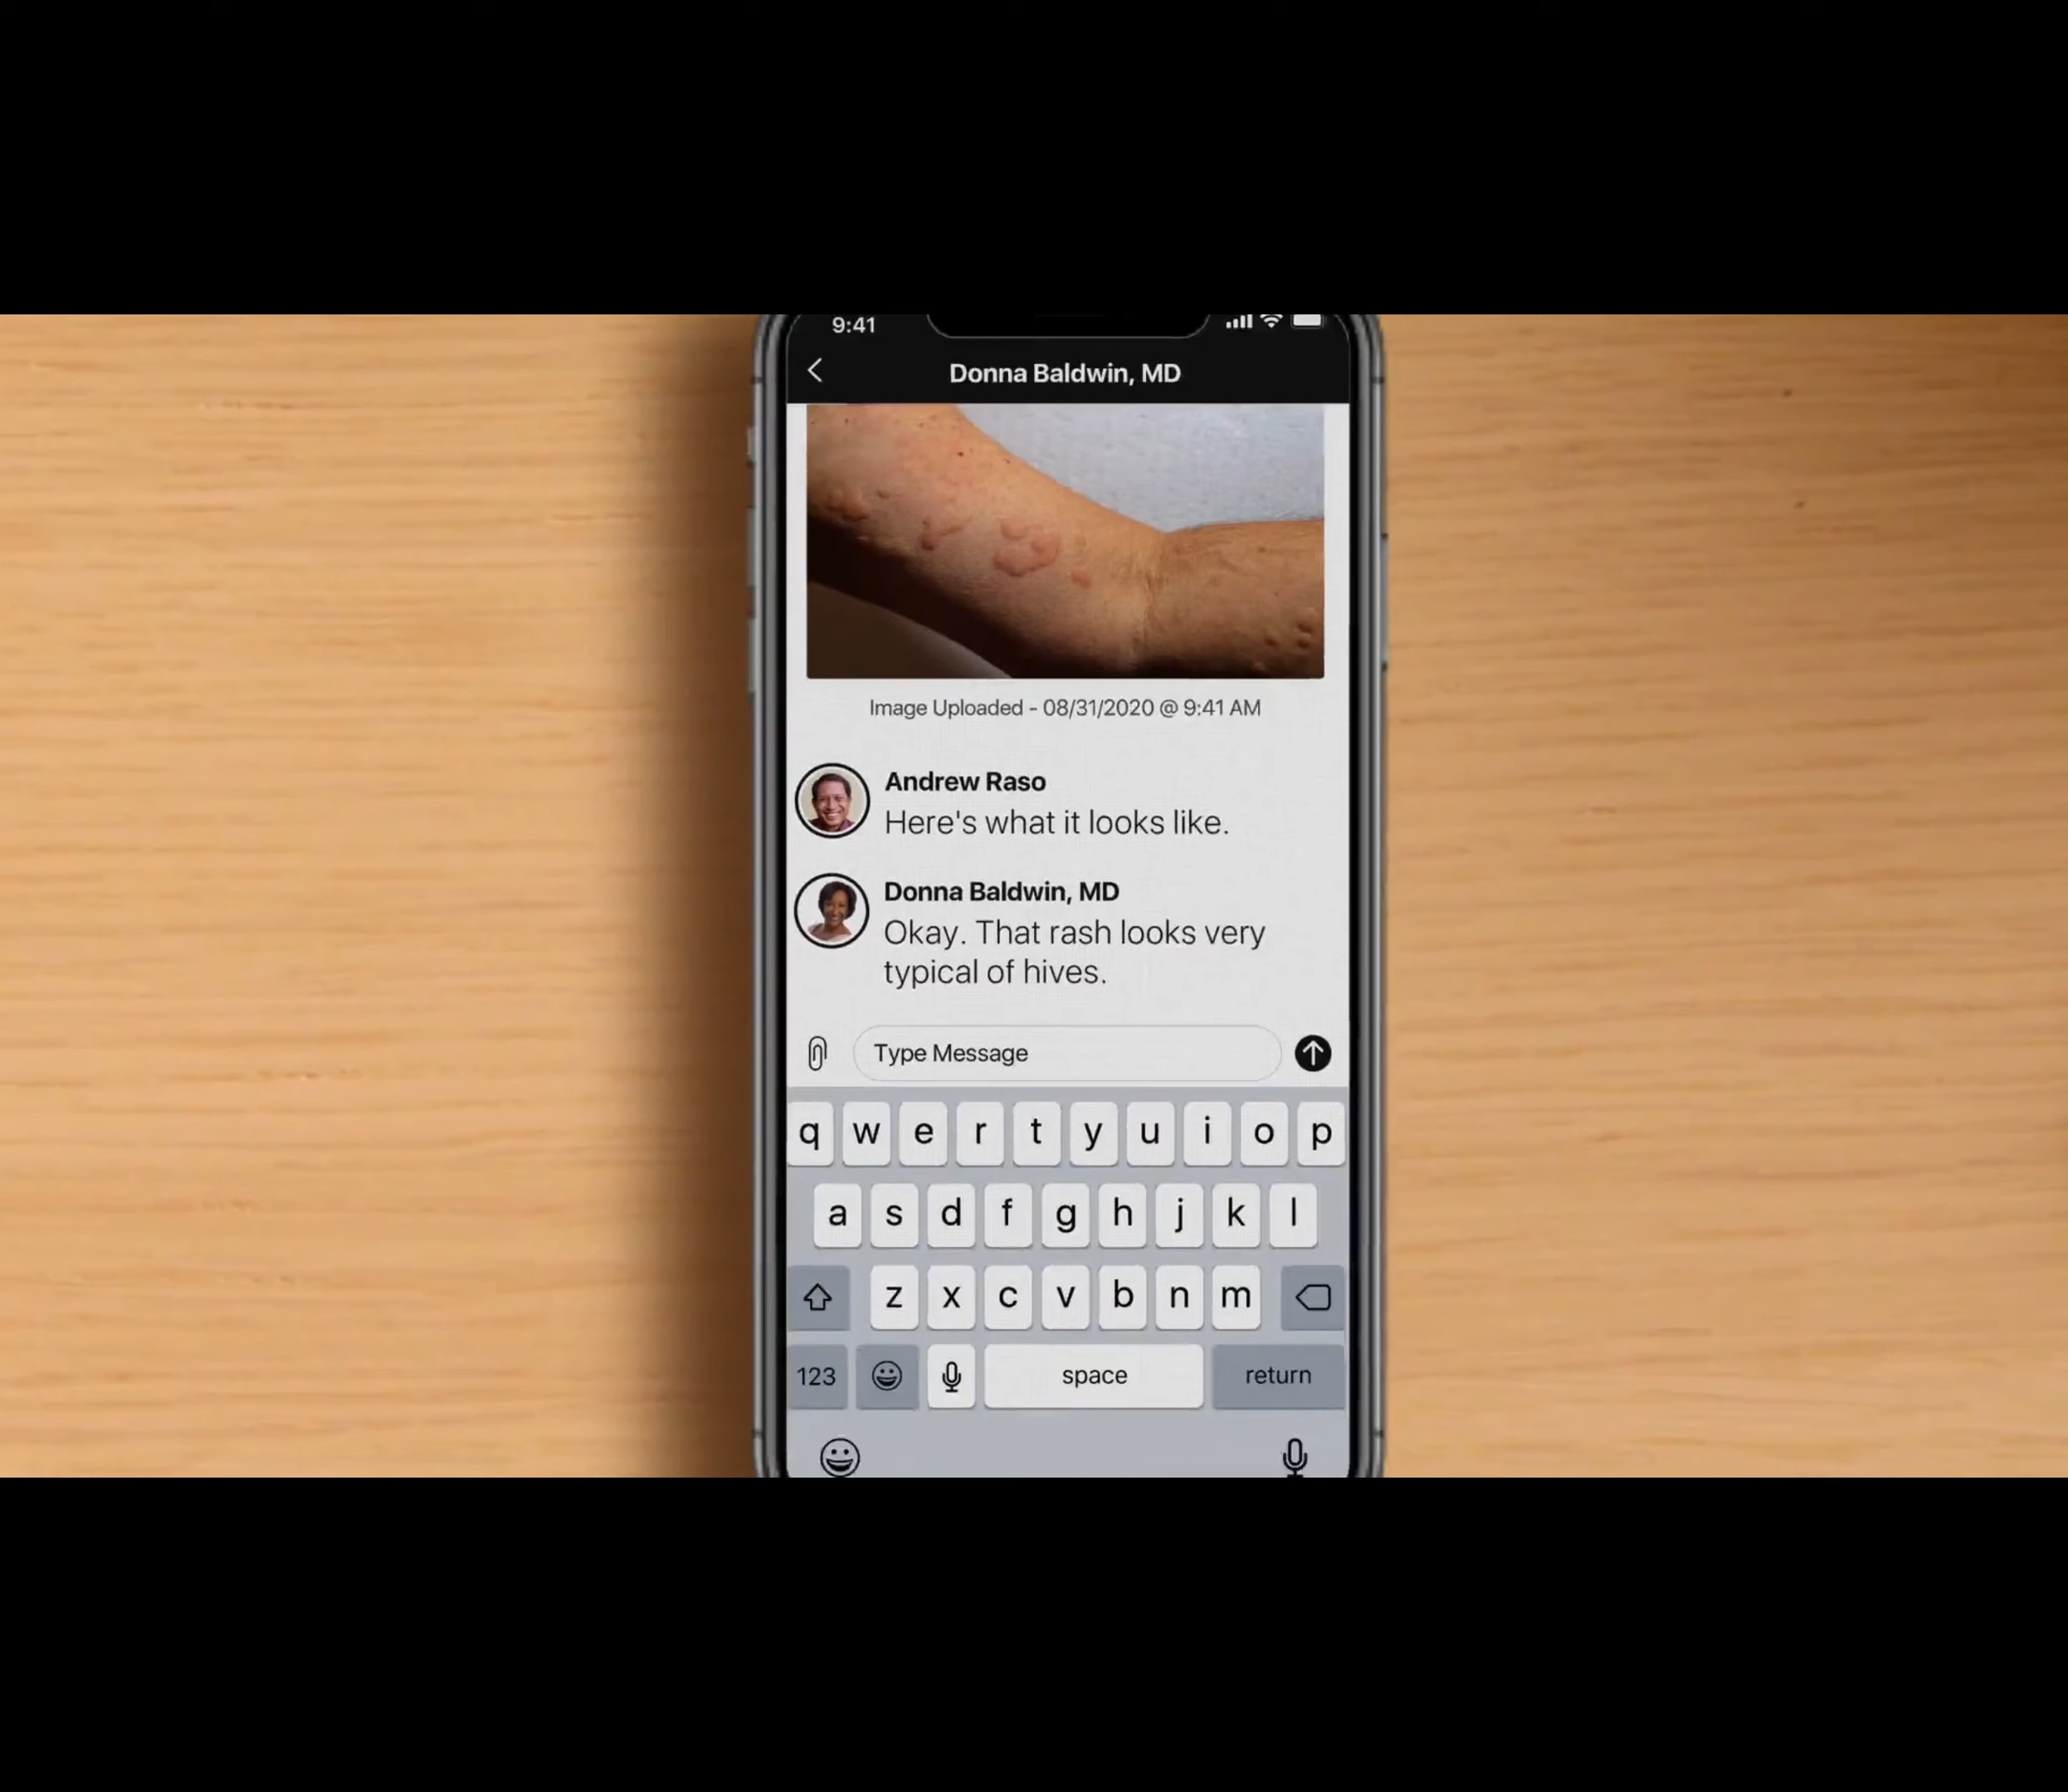 9:41
Donna Baldwin, MD
Image Uploaded - 08/31/2020 @ 9:41 AM
Andrew Raso
Here's what it looks like.
Donna Baldwin, MD
Okay. That rash looks very
typical of hives.
Type Message
q w e r t y u i o p
a s d f g h j k l
z x c v b n m
123 space return